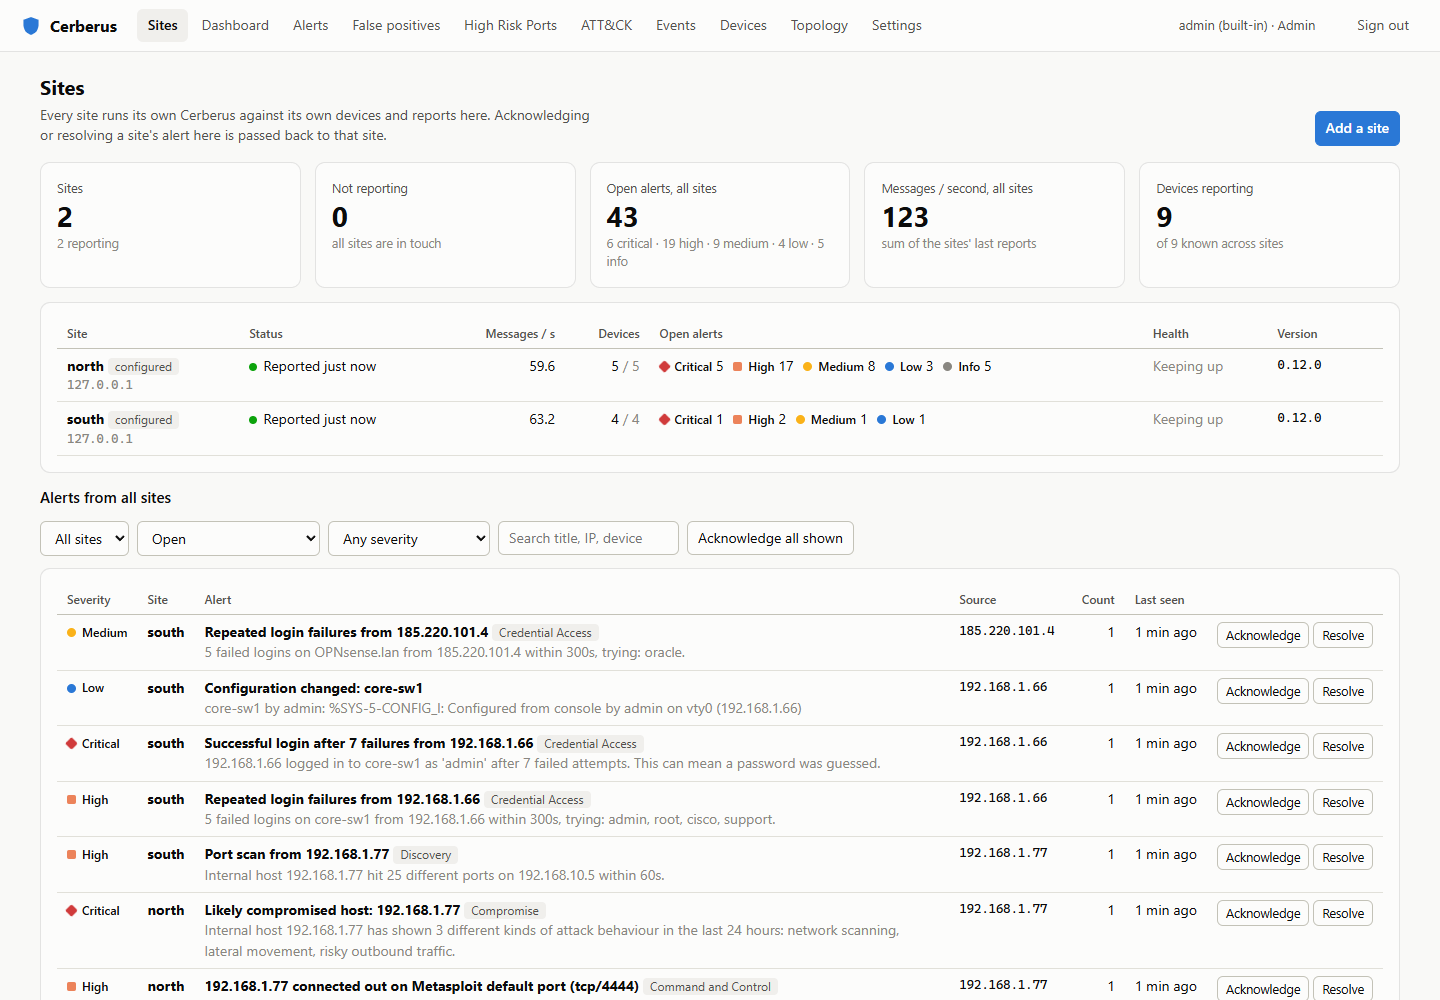 Cerberus Sites Dashboard Alerts False positives High Risk Ports ATT&CK Events Devices Topology Settings admin (built-in) · Admin Sign out
Sites
Every site runs its own Cerberus against its own devices and reports here. Acknowledging
or resolving a site's alert here is passed back to that site.
Add a site
Sites Not reporting Open alerts, all sites Messages / second, all sites Devices reporting
2 0 43 123 9
2 reporting all sites are in touch 6 critical · 19 high · 9 medium · 4 low · 5 sum of the sites' last reports of 9 known across sites
info
Site Status Messages / s Devices Open alerts Health Version
north configured Reported just now 59.6 5 / 5 Critical 5 High 17 Medium 8 Low 3 Info 5 Keeping up 0.12.0
127.0.0.1
south configured Reported just now 63.2 4 / 4 Critical 1 High 2 Medium 1 Low 1 Keeping up 0.12.0
127.0.0.1
Alerts from all sites
All sites Open Any severity Search title, IP, device Acknowledge all shown
Severity Site Alert Source Count Last seen
Medium south Repeated login failures from 185.220.101.4 Credential Access 185.220.101.4 1 1 min ago Acknowledge Resolve
5 failed logins on OPNsense.lan from 185.220.101.4 within 300s, trying: oracle.
Low south Configuration changed: core-sw1 192.168.1.66 1 1 min ago Acknowledge Resolve
core-sw1 by admin: %SYS-5-CONFIG_I: Configured from console by admin on vty0 (192.168.1.66)
Critical south Successful login after 7 failures from 192.168.1.66 Credential Access 192.168.1.66 1 1 min ago Acknowledge Resolve
192.168.1.66 logged in to core-sw1 as 'admin' after 7 failed attempts. This can mean a password was guessed.
High south Repeated login failures from 192.168.1.66 Credential Access 192.168.1.66 1 1 min ago Acknowledge Resolve
5 failed logins on core-sw1 from 192.168.1.66 within 300s, trying: admin, root, cisco, support.
High south Port scan from 192.168.1.77 Discovery 192.168.1.77 1 1 min ago Acknowledge Resolve
Internal host 192.168.1.77 hit 25 different ports on 192.168.10.5 within 60s.
Critical north Likely compromised host: 192.168.1.77 Compromise 192.168.1.77 1 1 min ago Acknowledge Resolve
Internal host 192.168.1.77 has shown 3 different kinds of attack behaviour in the last 24 hours: network scanning,
lateral movement, risky outbound traffic.
High north 192.168.1.77 connected out on Metasploit default port (tcp/4444) Command and Control 192.168.1.77 1 1 min ago Acknowledge Resolve